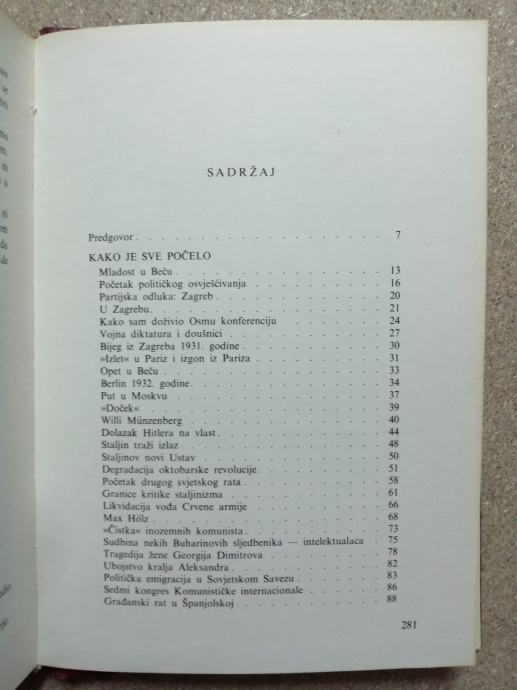 SADRŽAJ
Predgovor . . . . . . . . . . . . . . 7
KAKO JE SVE POČELO
Mladost u Beču . . . . . . . . . . . . 13
Početak političkog osvješćivanja . . . . . . . 16
Partijska odluka: Zagreb . . . . . . . . . 20
U Zagrebu . . . . . . . . . . . . . 21
Kako sam doživio Osmu konferenciju . . . . . . 24
Vojna diktatura i doušnici . . . . . . . . . 27
Bijeg iz Zagreba 1931. godine . . . . . . . . 30
»Izlet« u Pariz i izgon iz Pariza . . . . . . . . 31
Opet u Beču . . . . . . . . . . . . 33
Berlin 1932. godine . . . . . . . . . . . 34
Put u Moskvu . . . . . . . . . . . . 37
»Doček« . . . . . . . . . . . . . 39
Willi Münzenberg . . . . . . . . . . . 40
Dolazak Hitlera na vlast . . . . . . . . . . 44
Staljin traži izlaz . . . . . . . . . . . 48
Staljinov novi Ustav . . . . . . . . . . 50
Degradacija oktobarske revolucije . . . . . . . 51
Početak drugog svjetskog rata . . . . . . . . 58
Granice kritike staljinizma . . . . . . . . . 61
Likvidacija vođa Crvene armije . . . . . . . 66
Max Hölz . . . . . . . . . . . . . 68
»Čistka« inozemnih komunista . . . . . . . . 73
Sudbina nekih Buharinovih sljedbenika — intelektualaca 75
Tragedija žene Georgija Dimitrova . . . . . . . 78
Ubojstvo kralja Aleksandra . . . . . . . . . 82
Politička emigracija u Sovjetskom Savezu . . . . . 83
Sedmi kongres Komunističke internacionale . . . . . 86
Građanski rat u Španjolskoj . . . . . . . . 88
281